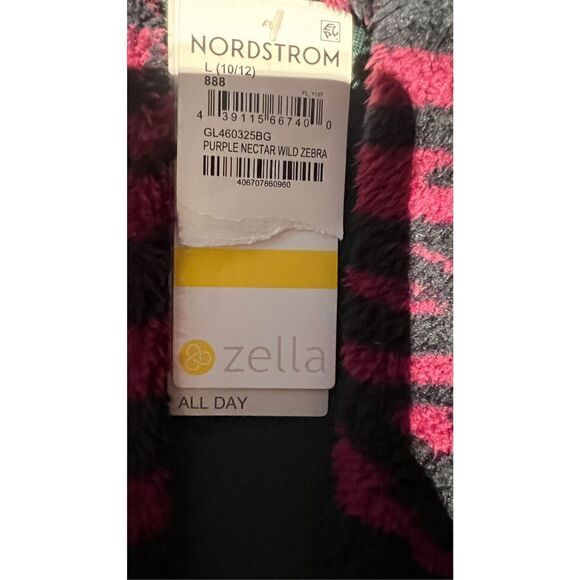 NORDSTROM
L (10/12)
888
4 39115 66740 0
GL460325BG
PURPLE NECTAR WILD ZEBRA
406707860960
zella
ALL DAY